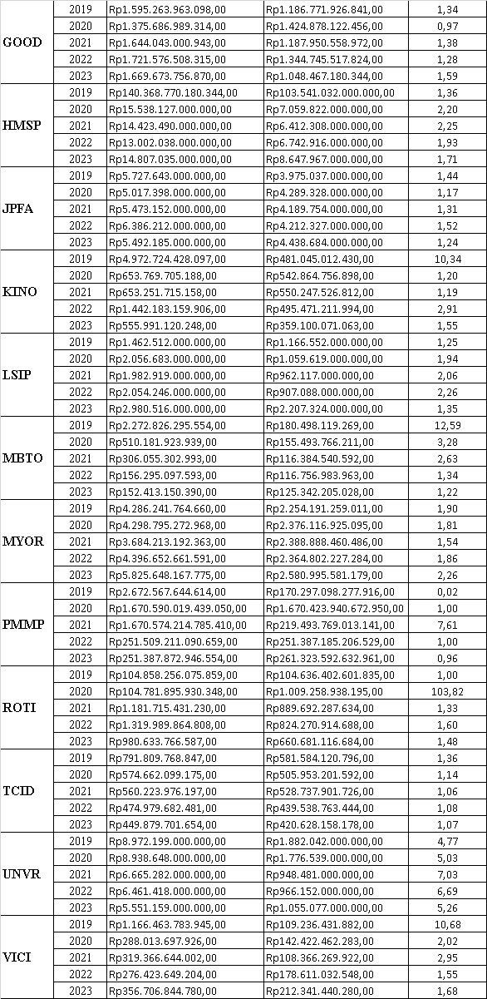 GOOD 2019 Rp1.595.263.963.098,00 Rp1.186.771.926.841,00 1,34
2020 Rp1.375.686.989.314,00 Rp1.424.878.122.456,00 0,97
2021 Rp1.644.043.000.943,00 Rp1.187.950.558.972,00 1,38
2022 Rp1.721.576.508.315,00 Rp1.344.745.517.824,00 1,28
2023 Rp1.669.673.756.870,00 Rp1.048.467.180.344,00 1,59
HMSP 2019 Rp140.368.770.180.344,00 Rp103.541.032.000.000,00 1,36
2020 Rp15.538.127.000.000,00 Rp7.059.822.000.000,00 2,20
2021 Rp14.423.490.000.000,00 Rp6.412.308.000.000,00 2,25
2022 Rp13.002.038.000.000,00 Rp6.742.916.000.000,00 1,93
2023 Rp14.807.035.000.000,00 Rp8.647.967.000.000,00 1,71
JPFA 2019 Rp5.727.643.000.000,00 Rp3.975.037.000.000,00 1,44
2020 Rp5.017.398.000.000,00 Rp4.289.328.000.000,00 1,17
2021 Rp5.473.152.000.000,00 Rp4.189.754.000.000,00 1,31
2022 Rp6.386.212.000.000,00 Rp4.212.327.000.000,00 1,52
2023 Rp5.492.185.000.000,00 Rp4.438.684.000.000,00 1,24
KINO 2019 Rp4.972.724.428.097,00 Rp481.045.012.430,00 10,34
2020 Rp653.769.705.188,00 Rp542.864.756.898,00 1,20
2021 Rp653.251.715.158,00 Rp550.247.526.812,00 1,19
2022 Rp1.442.183.159.906,00 Rp495.471.211.994,00 2,91
2023 Rp555.991.120.248,00 Rp359.100.071.063,00 1,55
LSIP 2019 Rp1.462.512.000.000,00 Rp1.166.552.000.000,00 1,25
2020 Rp2.056.683.000.000,00 Rp1.059.619.000.000,00 1,94
2021 Rp1.982.919.000.000,00 Rp962.117.000.000,00 2,06
2022 Rp2.054.246.000.000,00 Rp907.088.000.000,00 2,26
2023 Rp2.980.516.000.000,00 Rp2.207.324.000.000,00 1,35
MBTO 2019 Rp2.272.826.295.554,00 Rp180.498.119.269,00 12,59
2020 Rp510.181.923.939,00 Rp155.493.766.211,00 3,28
2021 Rp306.055.302.993,00 Rp116.384.540.592,00 2,63
2022 Rp156.295.097.593,00 Rp116.756.983.963,00 1,34
2023 Rp152.413.150.390,00 Rp125.342.205.028,00 1,22
MYOR 2019 Rp4.286.241.764.660,00 Rp2.254.191.259.011,00 1,90
2020 Rp4.298.795.272.968,00 Rp2.376.116.925.095,00 1,81
2021 Rp3.684.213.192.363,00 Rp2.388.888.460.486,00 1,54
2022 Rp4.396.652.661.591,00 Rp2.364.802.227.284,00 1,86
2023 Rp5.825.648.167.775,00 Rp2.580.995.581.179,00 2,26
PMMP 2019 Rp2.672.567.644.614,00 Rp170.297.098.277.916,00 0,02
2020 Rp1.670.590.019.439.050,00 Rp1.670.423.940.672.950,00 1,00
2021 Rp1.670.574.214.785.410,00 Rp219.493.769.013.141,00 7,61
2022 Rp251.509.211.090.659,00 Rp251.387.185.206.529,00 1,00
2023 Rp251.387.872.946.554,00 Rp261.323.592.632.961,00 0,96
ROTI 2019 Rp104.858.256.075.859,00 Rp104.636.402.601.835,00 1,00
2020 Rp104.781.895.930.348,00 Rp1.009.258.938.195,00 103,82
2021 Rp1.181.715.431.230,00 Rp889.692.287.634,00 1,33
2022 Rp1.319.989.864.808,00 Rp824.270.914.688,00 1,60
2023 Rp980.633.766.587,00 Rp660.681.116.684,00 1,48
TCID 2019 Rp791.809.768.847,00 Rp581.584.120.796,00 1,36
2020 Rp574.662.099.175,00 Rp505.953.201.592,00 1,14
2021 Rp560.223.976.197,00 Rp528.737.901.726,00 1,06
2022 Rp474.979.682.481,00 Rp439.538.763.444,00 1,08
2023 Rp449.879.701.654,00 Rp420.628.158.178,00 1,07
UNVR 2019 Rp8.972.199.000.000,00 Rp1.882.042.000.000,00 4,77
2020 Rp8.938.648.000.000,00 Rp1.776.539.000.000,00 5,03
2021 Rp6.665.282.000.000,00 Rp948.481.000.000,00 7,03
2022 Rp6.461.418.000.000,00 Rp966.152.000.000,00 6,69
2023 Rp5.551.159.000.000,00 Rp1.055.077.000.000,00 5,26
VICI 2019 Rp1.166.463.783.945,00 Rp109.236.431.882,00 10,68
2020 Rp288.013.697.926,00 Rp142.422.462.283,00 2,02
2021 Rp319.366.644.002,00 Rp108.366.269.922,00 2,95
2022 Rp276.423.649.204,00 Rp178.611.032.548,00 1,55
2023 Rp356.706.844.780,00 Rp212.341.440.280,00 1,68